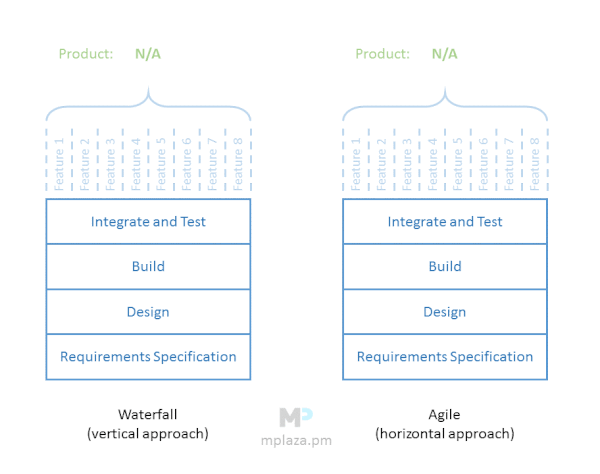 Product: N/A
Feature 1
Feature 2
Feature 3
Feature 4
Feature 5
Feature 6
Feature 7
Feature 8
Integrate and Test
Build
Design
Requirements Specification
Waterfall
(vertical approach)
Product: N/A
Feature 1
Feature 2
Feature 3
Feature 4
Feature 5
Feature 6
Feature 7
Feature 8
Integrate and Test
Build
Design
Requirements Specification
Agile
(horizontal approach)
MP
mplaza.pm